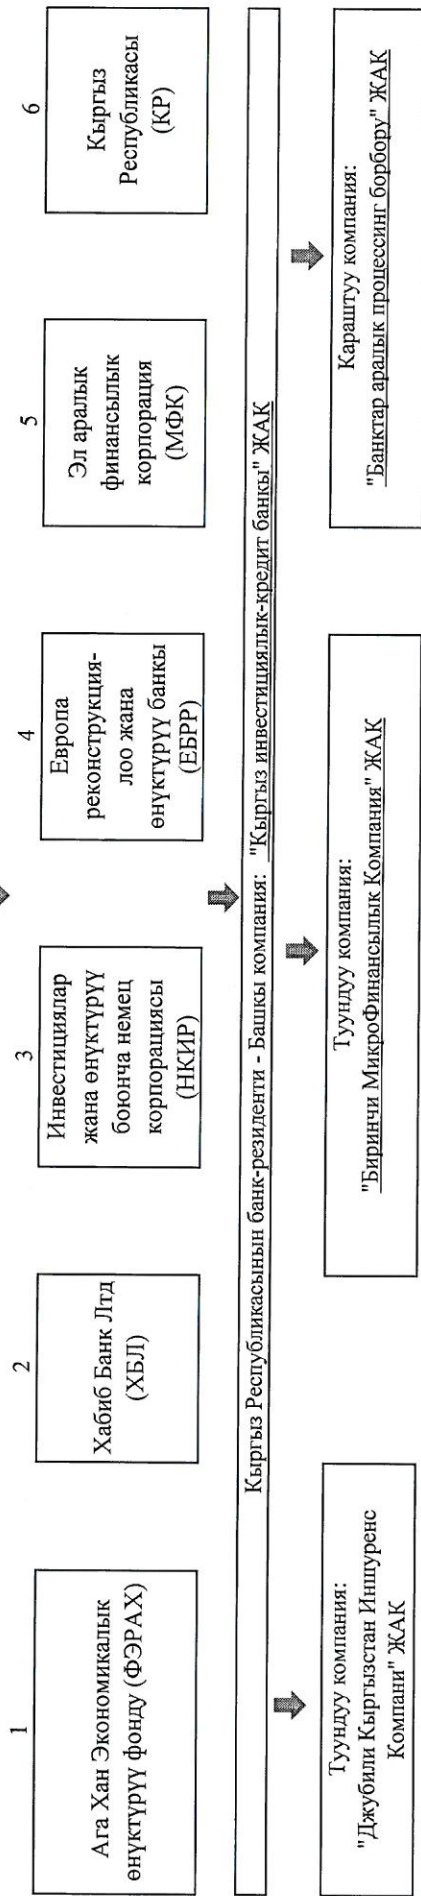 1
Ага Хан Экономикалык
өнүктүрүү фонду (ФЭРАХ)
2
Хабиб Банк Лтд
(ХБЛ)
3
Инвестициялар
жана өнүктүрүү
боюнча немец
корпорациясы
(НКИР)
4
Европа
реконструкция-
лоо жана
өнүктүрүү банкы
(ЕБРР)
5
Эл аралык
финансылык
корпорация
(МФК)
6
Кыргыз
Республикасы
(КР)
Кыргыз Республикасынын банк-резиденти - Башкы компания: "Кыргыз инвестициялык-кредит банкы" ЖАК
Туундуу компания:
"Джубили Кыргызстан Иншуренс
Компани" ЖАК
Туундуу компания:
"Биринчи МикроФинансылык Компания" ЖАК
Караштуу компания:
"Банктар аралык процессинг борбору" ЖАК